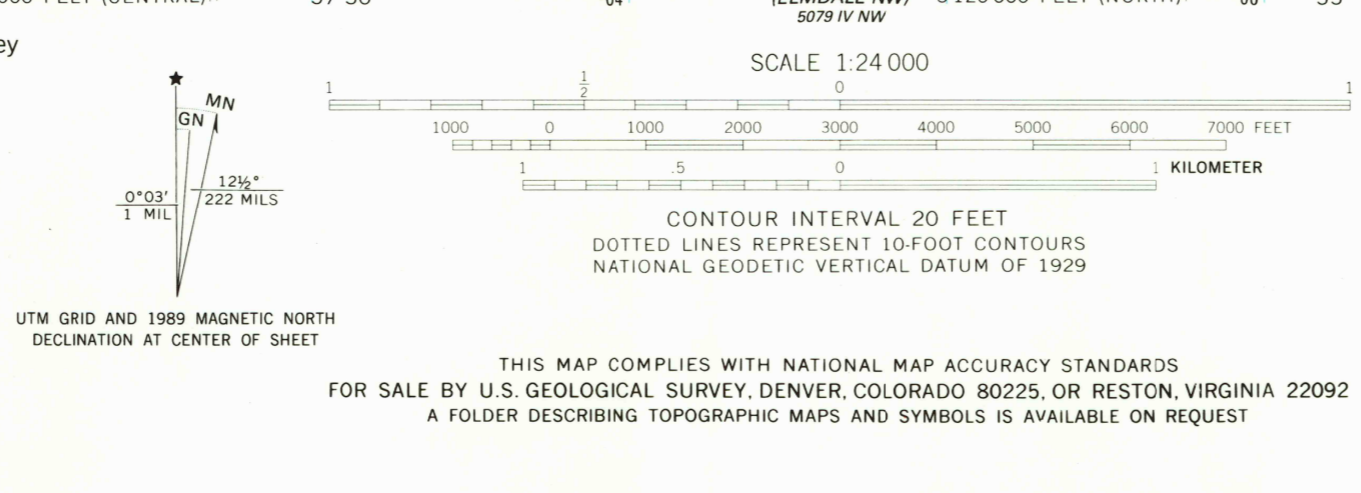 FEET (CENTRAL)
5079 IV NW
SCALE 1:24 000
1 1/2 0 1
1000 0 1000 2000 3000 4000 5000 6000 7000 FEET
1 .5 0 1 KILOMETER
CONTOUR INTERVAL 20 FEET
DOTTED LINES REPRESENT 10-FOOT CONTOURS
NATIONAL GEODETIC VERTICAL DATUM OF 1929
★
MN
GN
0°03′
1 MIL
12½°
222 MILS
UTM GRID AND 1989 MAGNETIC NORTH
DECLINATION AT CENTER OF SHEET
THIS MAP COMPLIES WITH NATIONAL MAP ACCURACY STANDARDS
FOR SALE BY U.S. GEOLOGICAL SURVEY, DENVER, COLORADO 80225, OR RESTON, VIRGINIA 22092
A FOLDER DESCRIBING TOPOGRAPHIC MAPS AND SYMBOLS IS AVAILABLE ON REQUEST